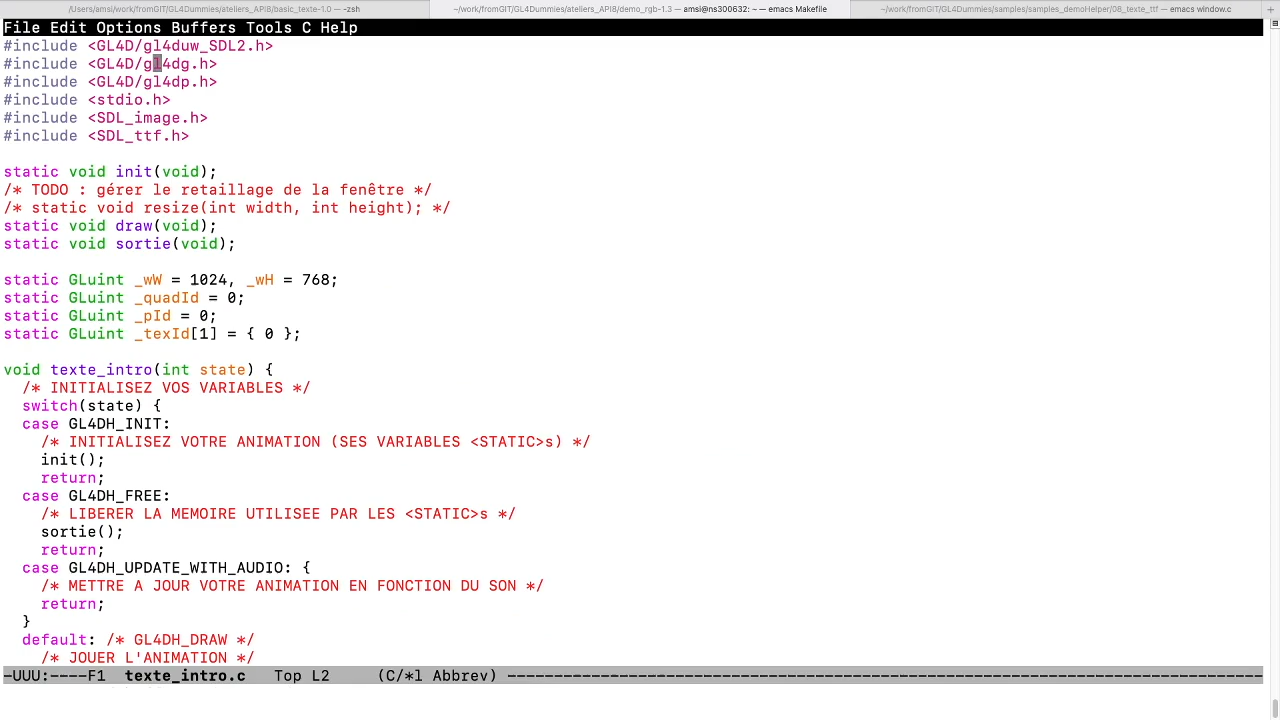 /Users/amsi/work/fromGIT/GL4Dummies/ateliers_API8/basic_texte-1.0 — -zsh
~/work/fromGIT/GL4Dummies/ateliers_API8/demo_rgb-1.3 — amsi@ns300632: ~ — emacs Makefile
~/work/fromGIT/GL4Dummies/samples/samples_demoHelper/08_texte_ttf — emacs window.c
+
File Edit Options Buffers Tools C Help
#include <GL4D/gl4duw_SDL2.h>
#include <GL4D/gl4dg.h>
#include <GL4D/gl4dp.h>
#include <stdio.h>
#include <SDL_image.h>
#include <SDL_ttf.h>
static void init(void);
/* TODO : gérer le retaillage de la fenêtre */
/* static void resize(int width, int height); */
static void draw(void);
static void sortie(void);
static GLuint _wW = 1024, _wH = 768;
static GLuint _quadId = 0;
static GLuint _pId = 0;
static GLuint _texId[1] = { 0 };
void texte_intro(int state) {
  /* INITIALISEZ VOS VARIABLES */
  switch(state) {
  case GL4DH_INIT:
    /* INITIALISEZ VOTRE ANIMATION (SES VARIABLES <STATIC>s) */
    init();
    return;
  case GL4DH_FREE:
    /* LIBERER LA MEMOIRE UTILISEE PAR LES <STATIC>s */
    sortie();
    return;
  case GL4DH_UPDATE_WITH_AUDIO: {
    /* METTRE A JOUR VOTRE ANIMATION EN FONCTION DU SON */
    return;
  }
  default: /* GL4DH_DRAW */
    /* JOUER L'ANIMATION */
-UUU:----F1  texte_intro.c   Top L2     (C/*l Abbrev) ---------------------------------------------------------------------------------